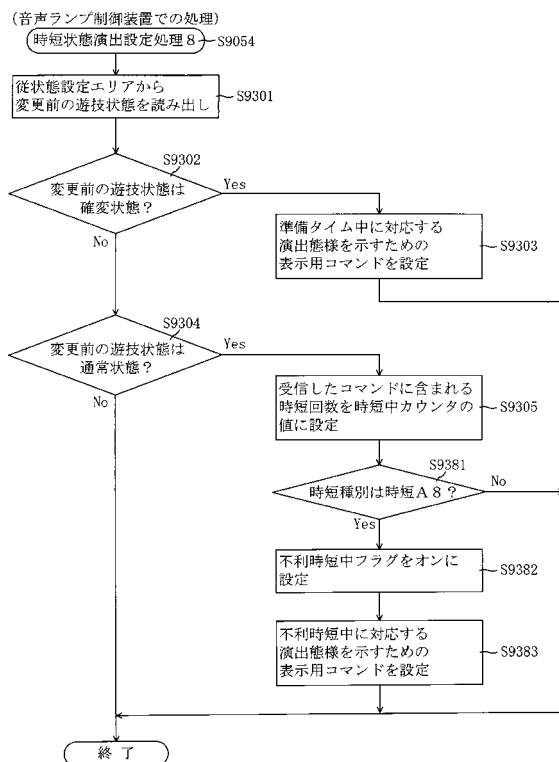 (音声ランプ制御装置での処理)
時短状態演出設定処理８
S9054
従状態設定エリアから
変更前の遊技状態を読み出し
S9301
S9302
変更前の遊技状態は
確変状態？
Yes
No
準備タイム中に対応する
演出態様を示すための
表示用コマンドを設定
S9303
S9304
変更前の遊技状態は
通常状態？
Yes
No
受信したコマンドに含まれる
時短回数を時短中カウンタの
値に設定
S9305
S9381
時短種別は時短Ａ８？
No
Yes
不利時短中フラグをオンに
設定
S9382
不利時短中に対応する
演出態様を示すための
表示用コマンドを設定
S9383
終了